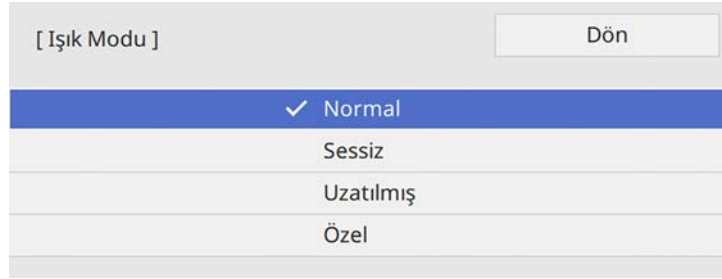 [ Işık Modu ]
Dön
Normal
Sessiz
Uzatılmış
Özel